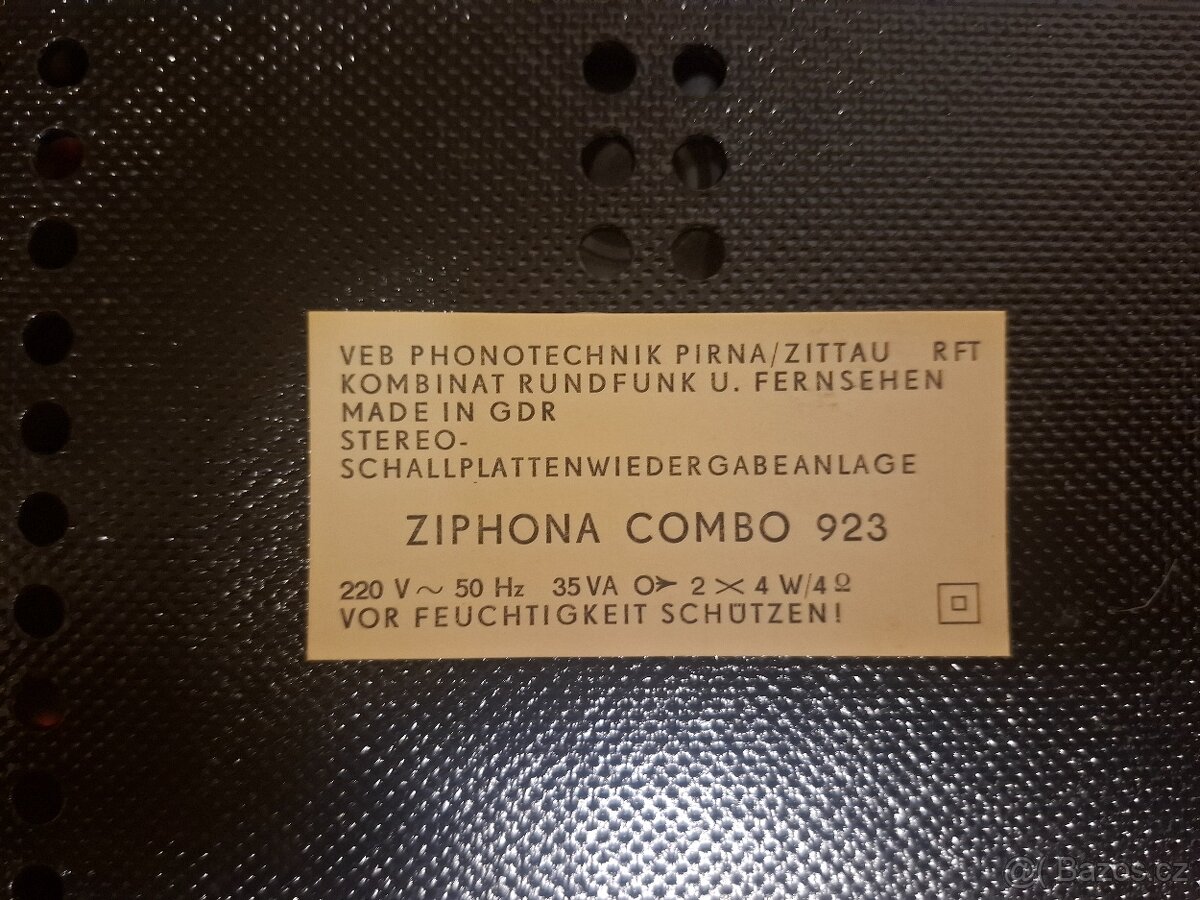 VEB PHONOTECHNIK PIRNA/ZITTAU RFT
KOMBINAT RUNDFUNK U. FERNSEHEN
MADE IN GDR
STEREO-
SCHALLPLATTENWIEDERGABEANLAGE
ZIPHONA COMBO 923
220 V ~ 50 Hz 35 VA O➤ 2 × 4 W/4 Ω
VOR FEUCHTIGKEIT SCHÜTZEN!
Bazos.cz